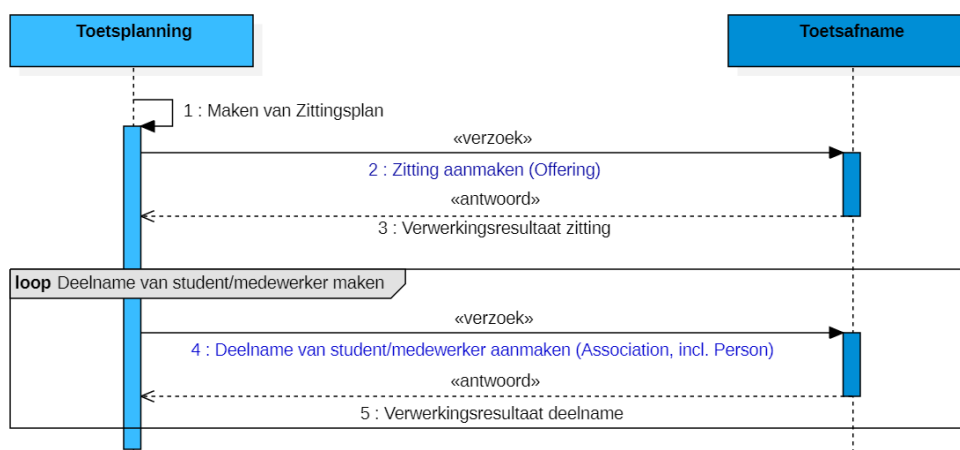 Toetsplanning
Toetsafname
1 : Maken van Zittingsplan
«verzoek»
2 : Zitting aanmaken (Offering)
«antwoord»
3 : Verwerkingsresultaat zitting
loop Deelname van student/medewerker maken
«verzoek»
4 : Deelname van student/medewerker aanmaken (Association, incl. Person)
«antwoord»
5 : Verwerkingsresultaat deelname